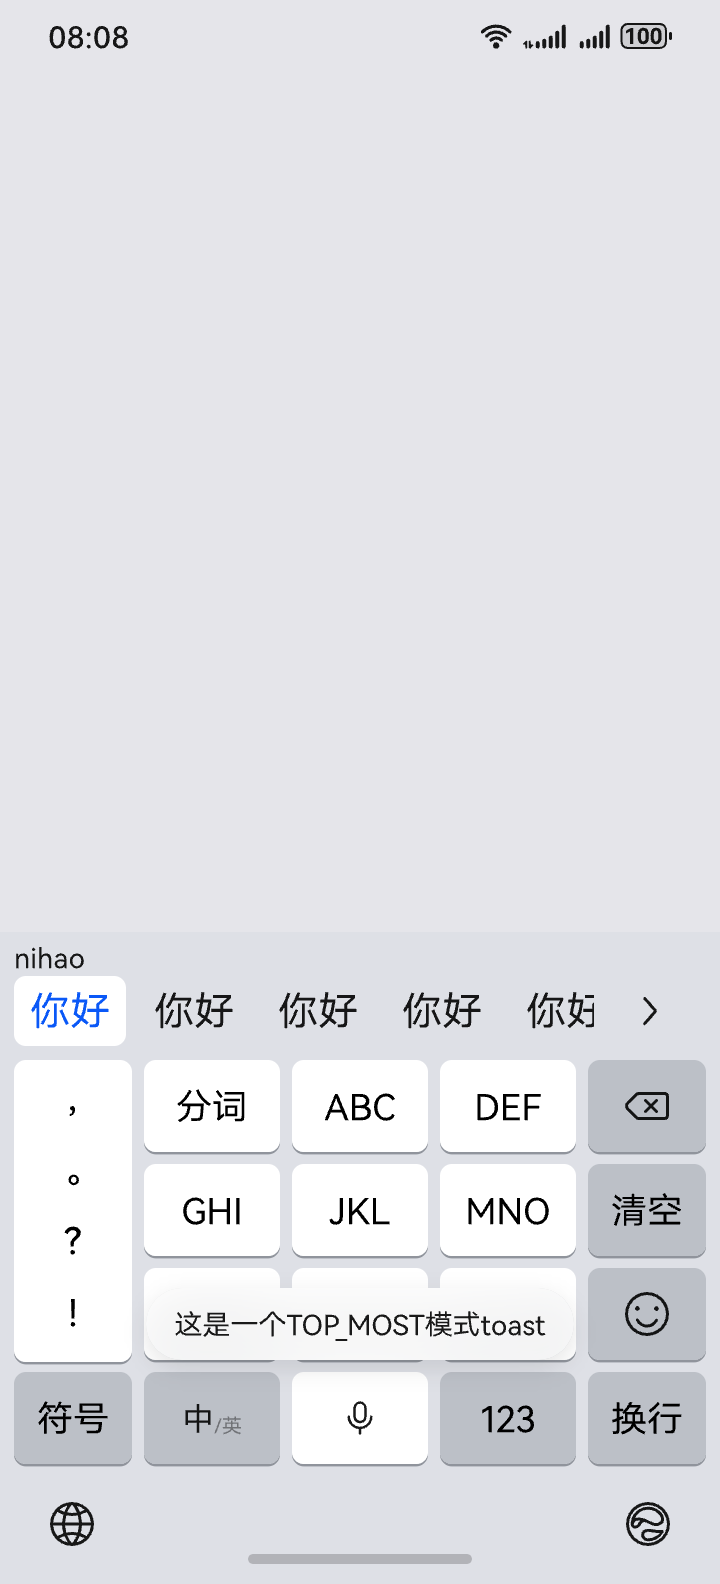 08:08 100
nihao
你好 你好 你好 你好 你好
，
。
?
!
分词 ABC DEF
GHI JKL MNO 清空
这是一个TOP_MOST模式toast
符号 中/英 123 换行